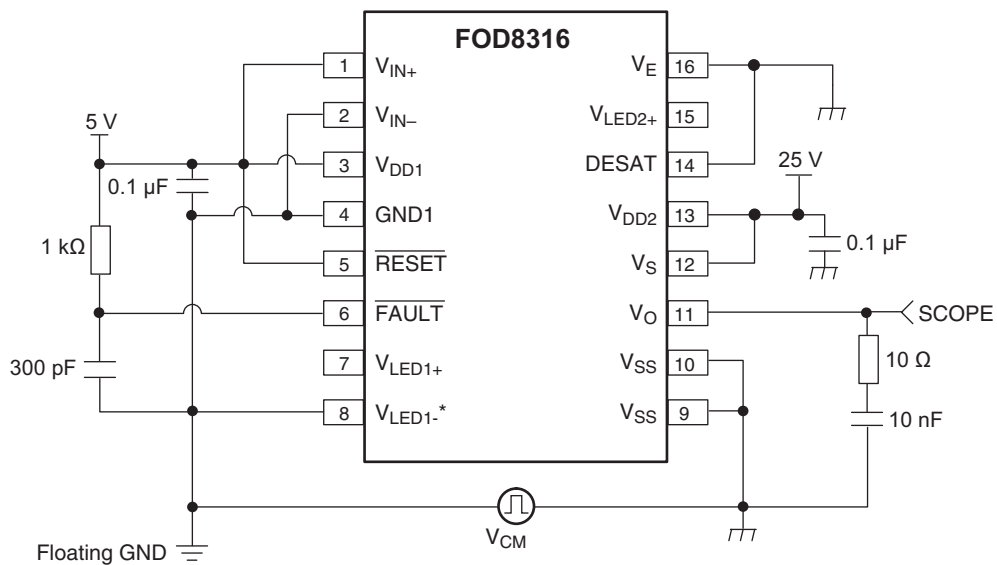 FOD8316
1 V_IN+
2 V_IN–
3 V_DD1
4 GND1
5 R̅E̅S̅E̅T̅
6 F̅A̅U̅L̅T̅
7 V_LED1+
8 V_LED1-*
V_E 16
V_LED2+ 15
DESAT 14
V_DD2 13
V_S 12
V_O 11
V_SS 10
V_SS 9
5 V
0.1 µF
1 kΩ
300 pF
Floating GND
V_CM
25 V
0.1 µF
SCOPE
10 Ω
10 nF